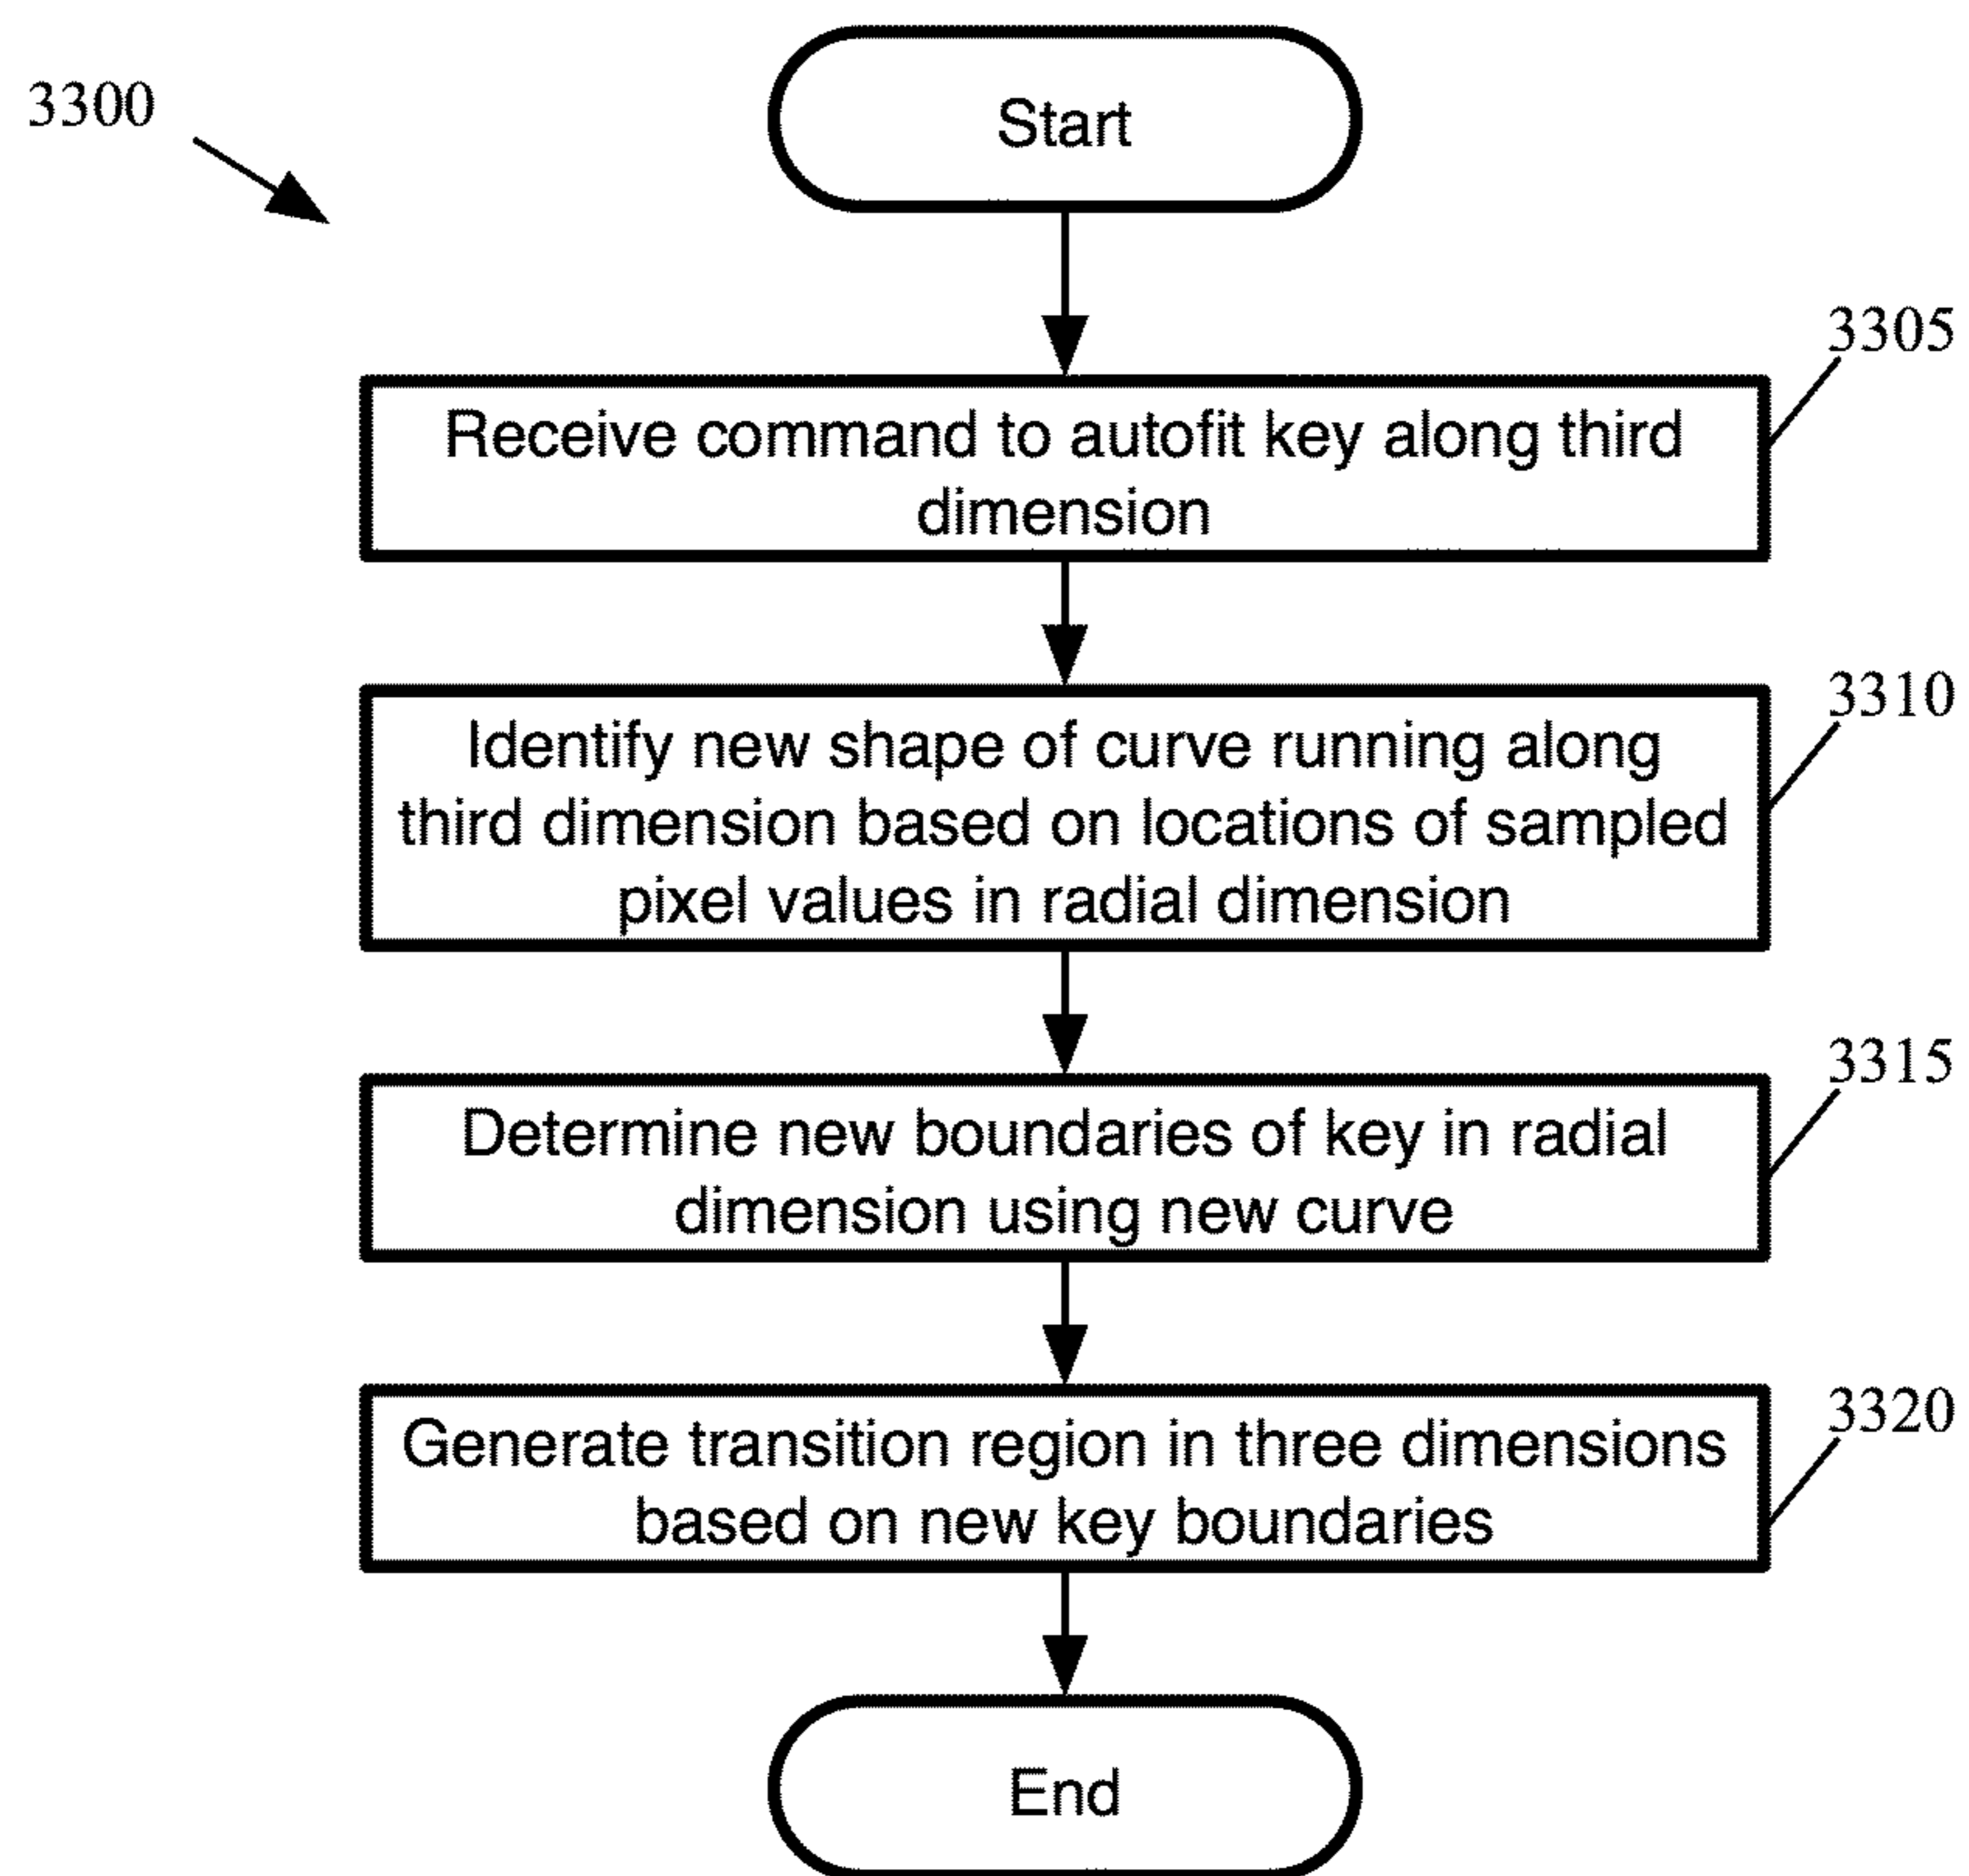 3300
Start
3305
Receive command to autofit key along third
dimension
3310
Identify new shape of curve running along
third dimension based on locations of sampled
pixel values in radial dimension
3315
Determine new boundaries of key in radial
dimension using new curve
3320
Generate transition region in three dimensions
based on new key boundaries
End